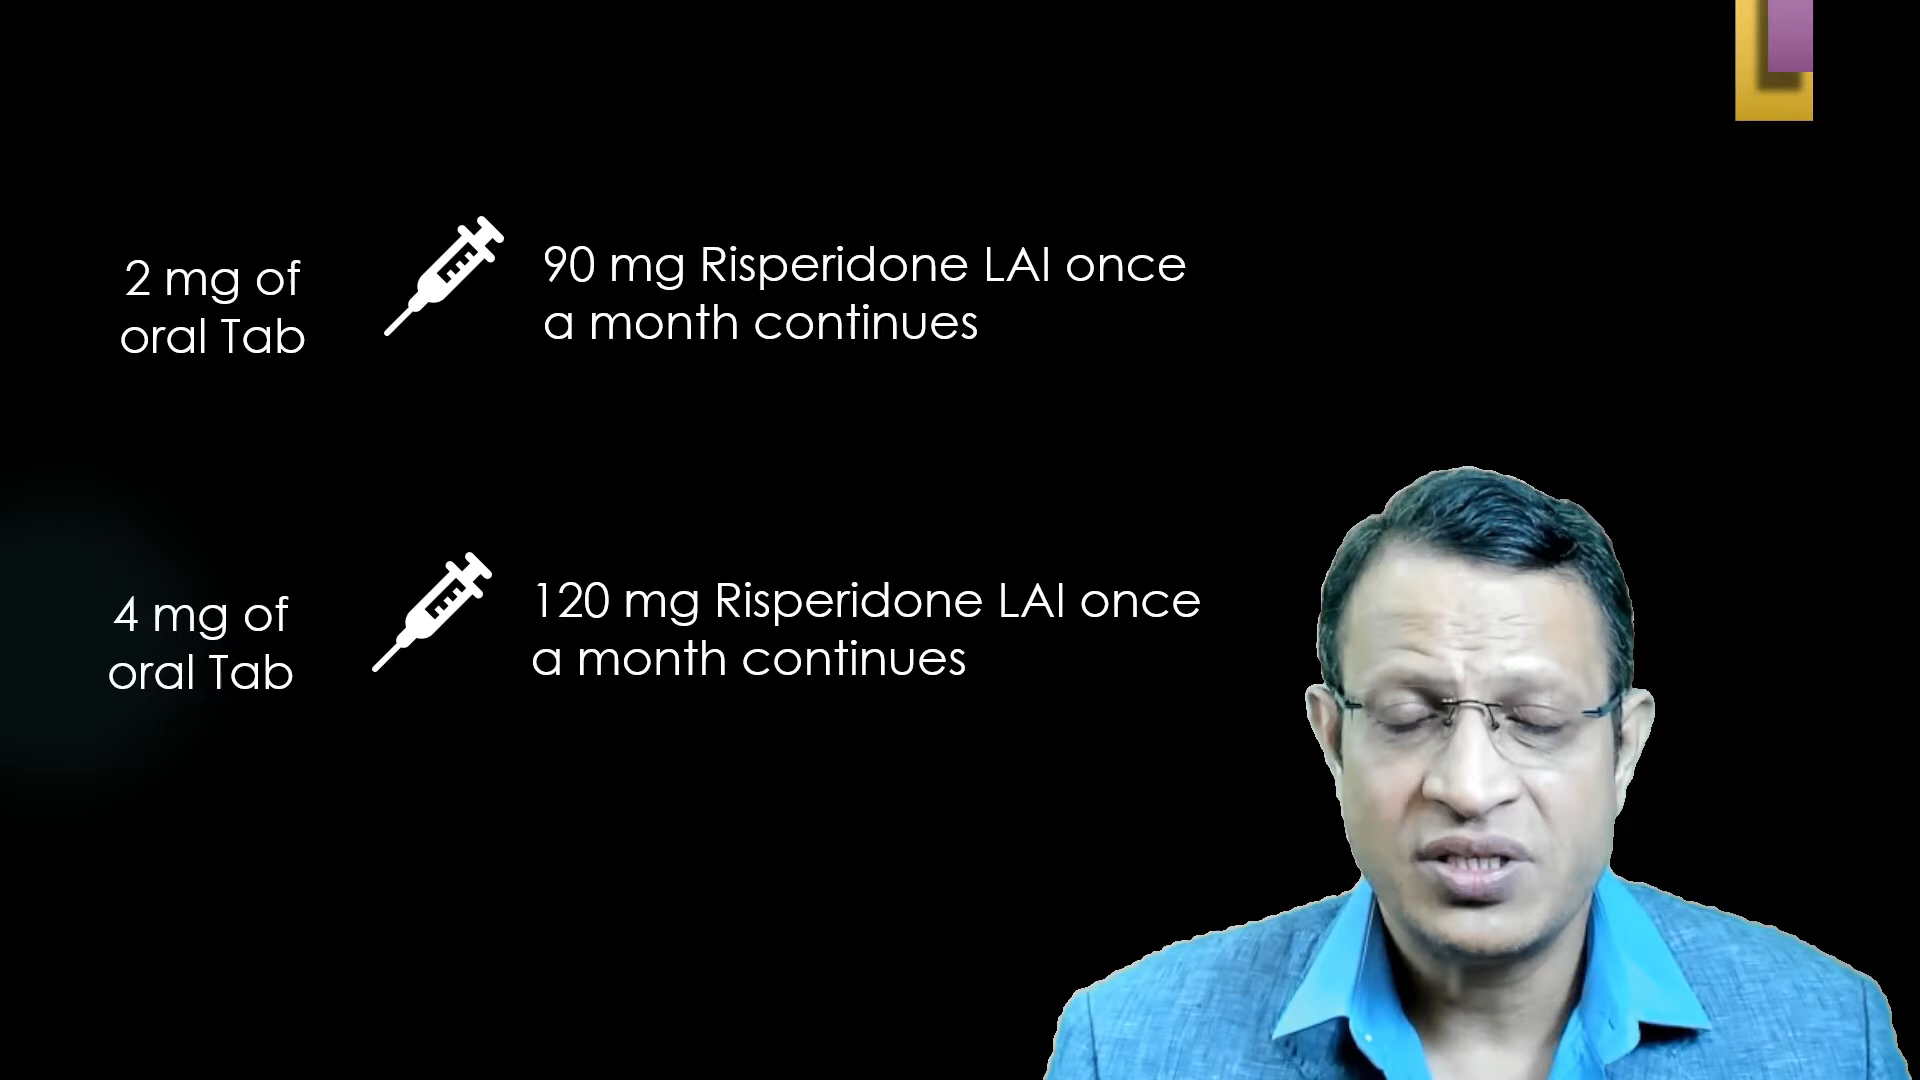 2 mg of
oral Tab
90 mg Risperidone LAI once
a month continues
4 mg of
oral Tab
120 mg Risperidone LAI once
a month continues